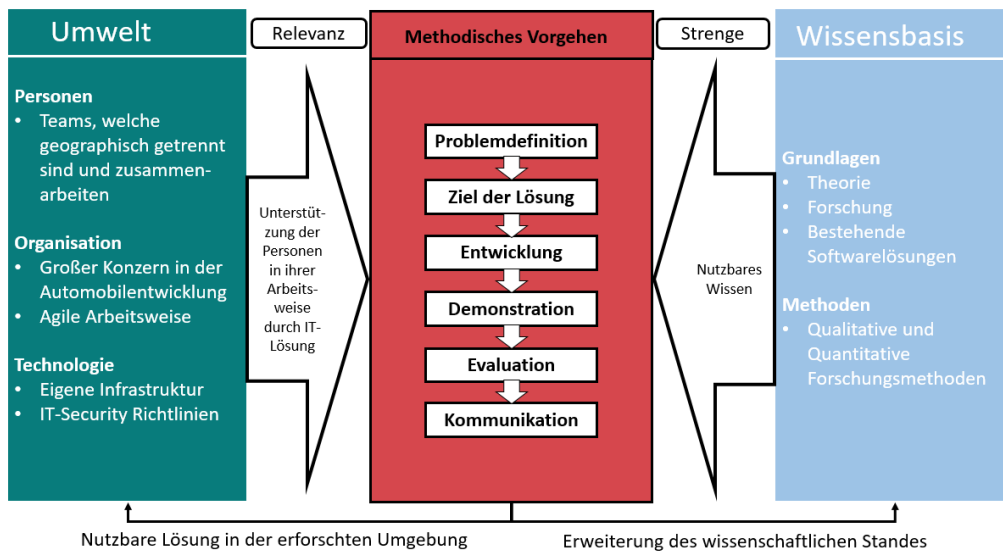 Umwelt
Personen
• Teams, welche
geographisch getrennt
sind und zusammen-
arbeiten
Organisation
• Großer Konzern in der
Automobilentwicklung
• Agile Arbeitsweise
Technologie
• Eigene Infrastruktur
• IT-Security Richtlinien
Relevanz
Unterstüt-
zung der
Personen
in ihrer
Arbeits-
weise
durch IT-
Lösung
Methodisches Vorgehen
Problemdefinition
Ziel der Lösung
Entwicklung
Demonstration
Evaluation
Kommunikation
Strenge
Nutzbares
Wissen
Wissensbasis
Grundlagen
• Theorie
• Forschung
• Bestehende
Softwarelösungen
Methoden
• Qualitative und
Quantitative
Forschungsmethoden
Nutzbare Lösung in der erforschten Umgebung
Erweiterung des wissenschaftlichen Standes